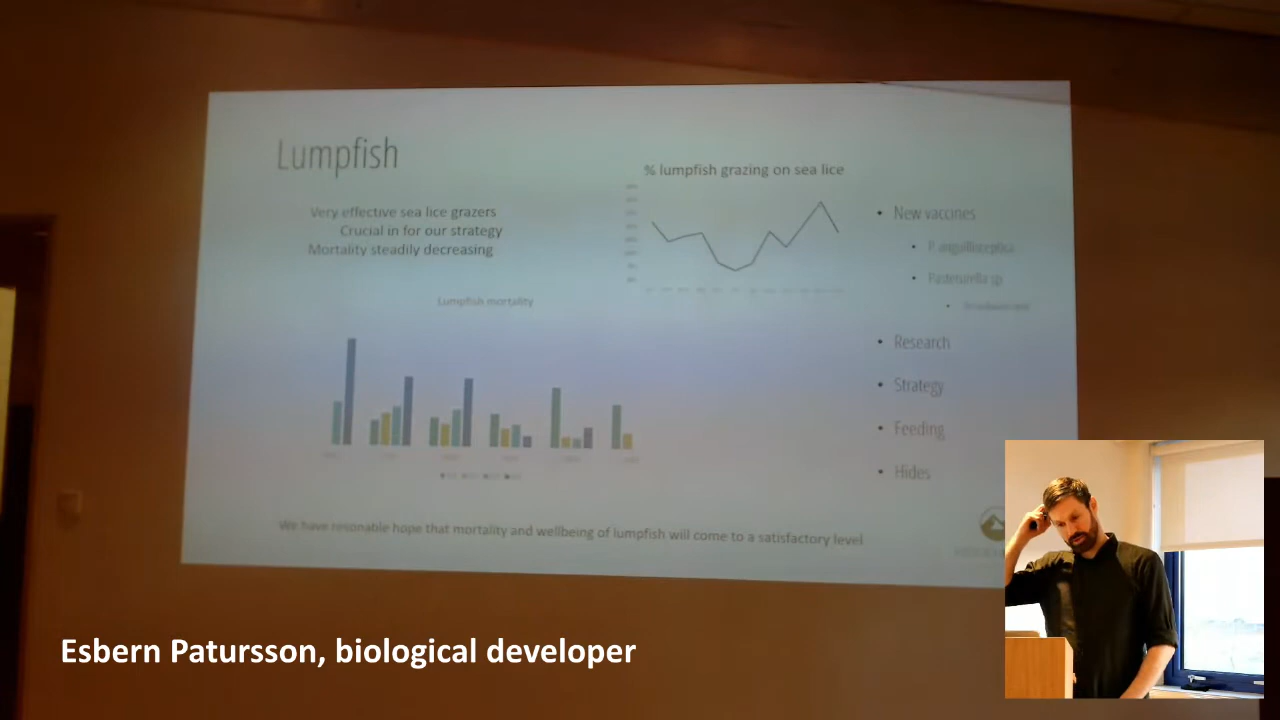 Lumpfish
Very effective sea lice grazers
Crucial in for our strategy
Mortality steadily decreasing
Lumpfish mortality
% lumpfish grazing on sea lice
• New vaccines
• Pasteurella sp
• Research
• Strategy
• Feeding
• Hides
We have resonable hope that mortality and wellbeing of lumpfish will come to a satisfactory level
Esbern Patursson, biological developer